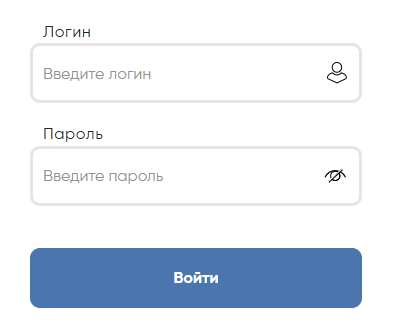 Логин
Введите логин
Пароль
Введите пароль
Войти